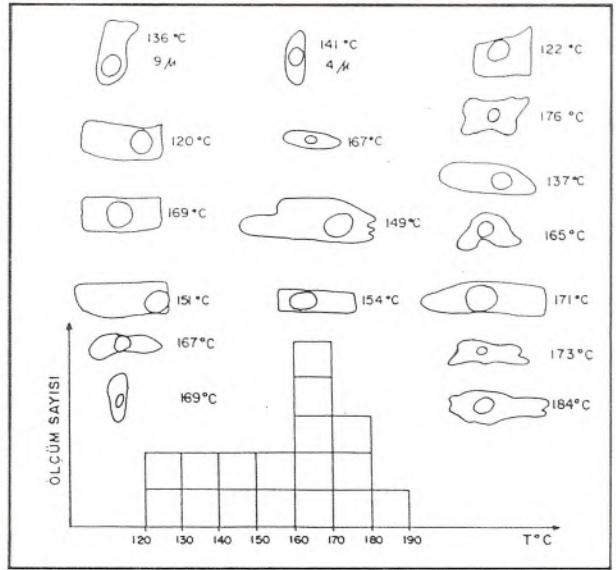 136 °C
9 µ
141 °C
4 µ
122 °C
176 °C
120°C
167°C
137°C
169°C
149°C
165°C
151 °C
154 °C
171 °C
167°C
173°C
169°C
184°C
ÖLÇÜM SAYISI
120 130 140 150 160 170 180 190 T°C